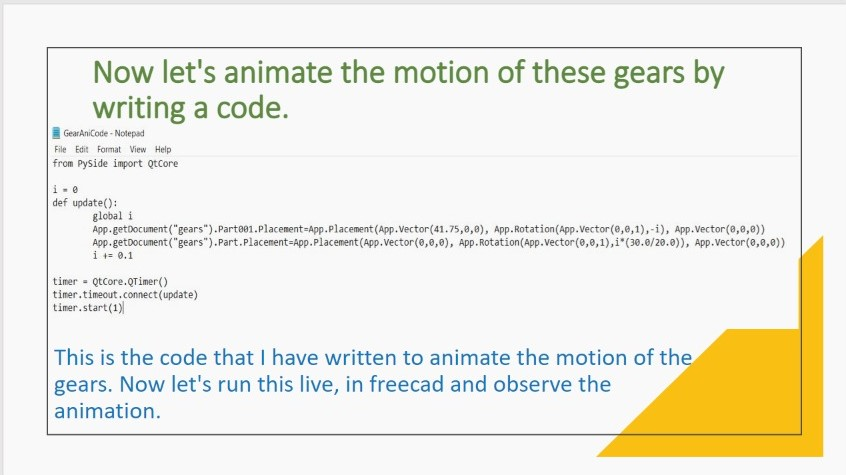 Now let's animate the motion of these gears by
writing a code.
GearAniCode - Notepad
File Edit Format View Help
from PySide import QtCore
i = 0
def update():
global i
App.getDocument("gears").Part001.Placement=App.Placement(App.Vector(41.75,0,0), App.Rotation(App.Vector(0,0,1),-i), App.Vector(0,0,0))
App.getDocument("gears").Part.Placement=App.Placement(App.Vector(0,0,0), App.Rotation(App.Vector(0,0,1),i*(30.0/20.0)), App.Vector(0,0,0))
i += 0.1
timer = QtCore.QTimer()
timer.timeout.connect(update)
timer.start(1)
This is the code that I have written to animate the motion of the
gears. Now let's run this live, in freecad and observe the
animation.